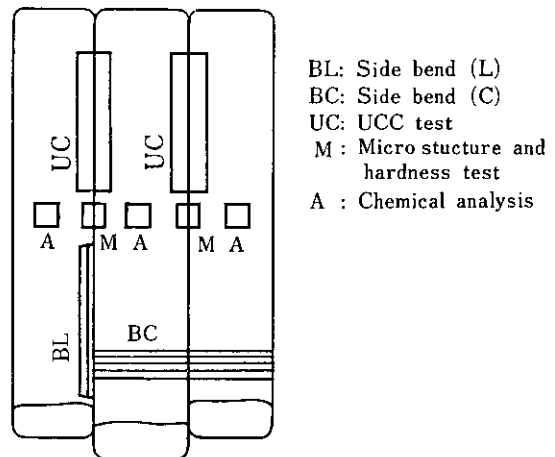 UC
UC
A
M
A
M
A
BL
BC
BL: Side bend (L)
BC: Side bend (C)
UC: UCC test
M : Micro stucture and
hardness test
A : Chemical analysis